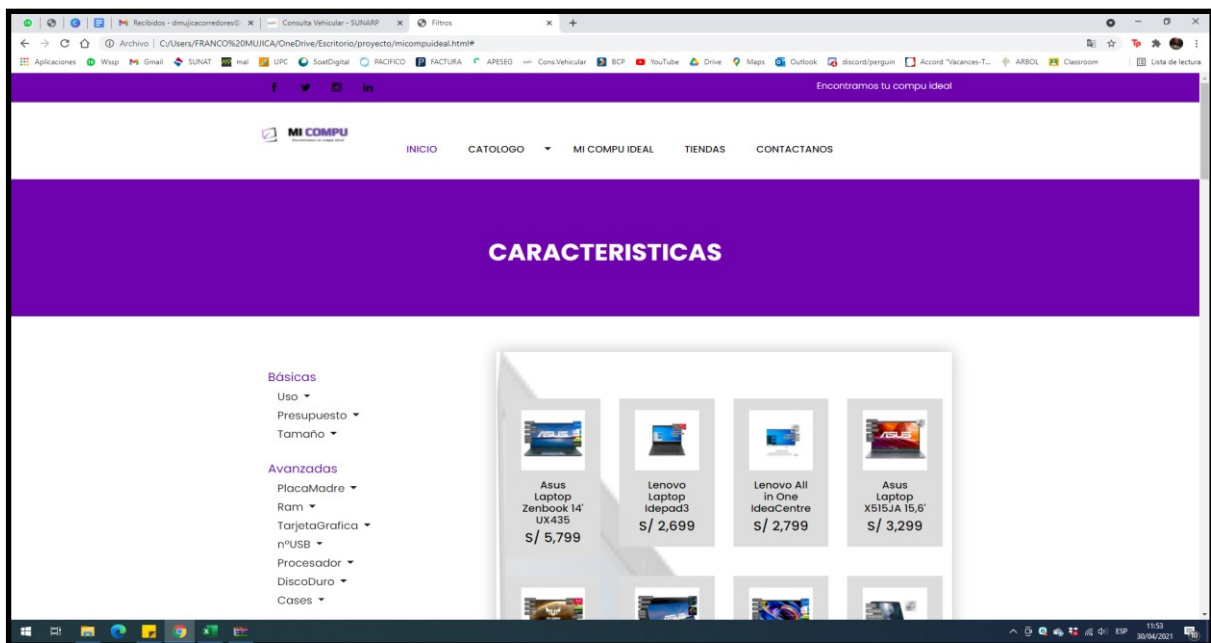 Recibidos - dmujicacorredores@
Consulta Vehicular - SUNARP
Filtros
Archivo | C:/Users/FRANCO%20MUJICA/OneDrive/Escritorio/proyecto/micompuideal.html#
Aplicaciones Wssp Gmail SUNAT mal UPC SoatDigital PACIFICO FACTURA APESEG Cons.Vehicular BCP YouTube Drive Maps Outlook discord/perguin Accord "Vacances-T... ARBOL Classroom Lista de lectura
Encontramos tu compu ideal
MI COMPU
INICIO CATOLOGO MI COMPU IDEAL TIENDAS CONTACTANOS
CARACTERISTICAS
Básicas
Uso
Presupuesto
Tamaño
Avanzadas
PlacaMadre
Ram
TarjetaGrafica
nºUSB
Procesador
DiscoDuro
Cases
Asus
Laptop
Zenbook 14'
UX435
S/ 5,799
Lenovo
Laptop
Idepad3
S/ 2,699
Lenovo All
in One
IdeaCentre
S/ 2,799
Asus
Laptop
X515JA 15,6'
S/ 3,299
ESP
11:53
30/04/2021